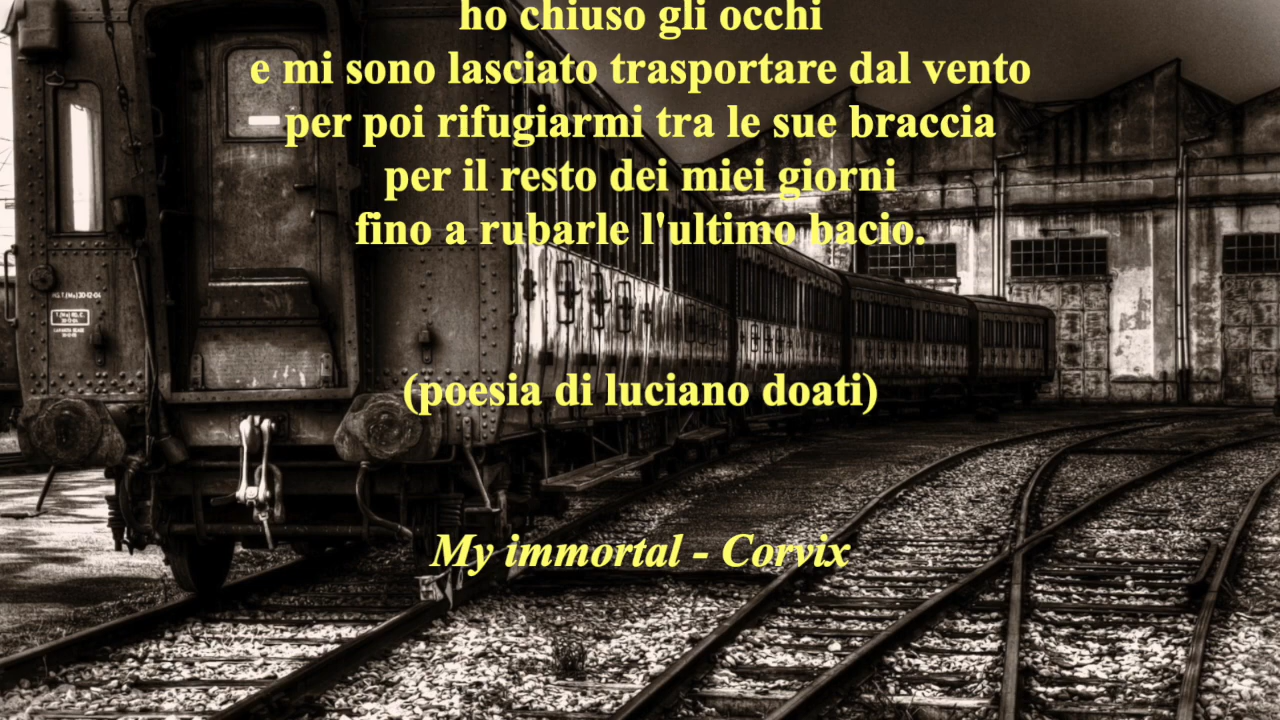 ho chiuso gli occhi
e mi sono lasciato trasportare dal vento
per poi rifugiarmi tra le sue braccia
per il resto dei miei giorni
fino a rubarle l'ultimo bacio.
(poesia di luciano doati)
My immortal - Corvix